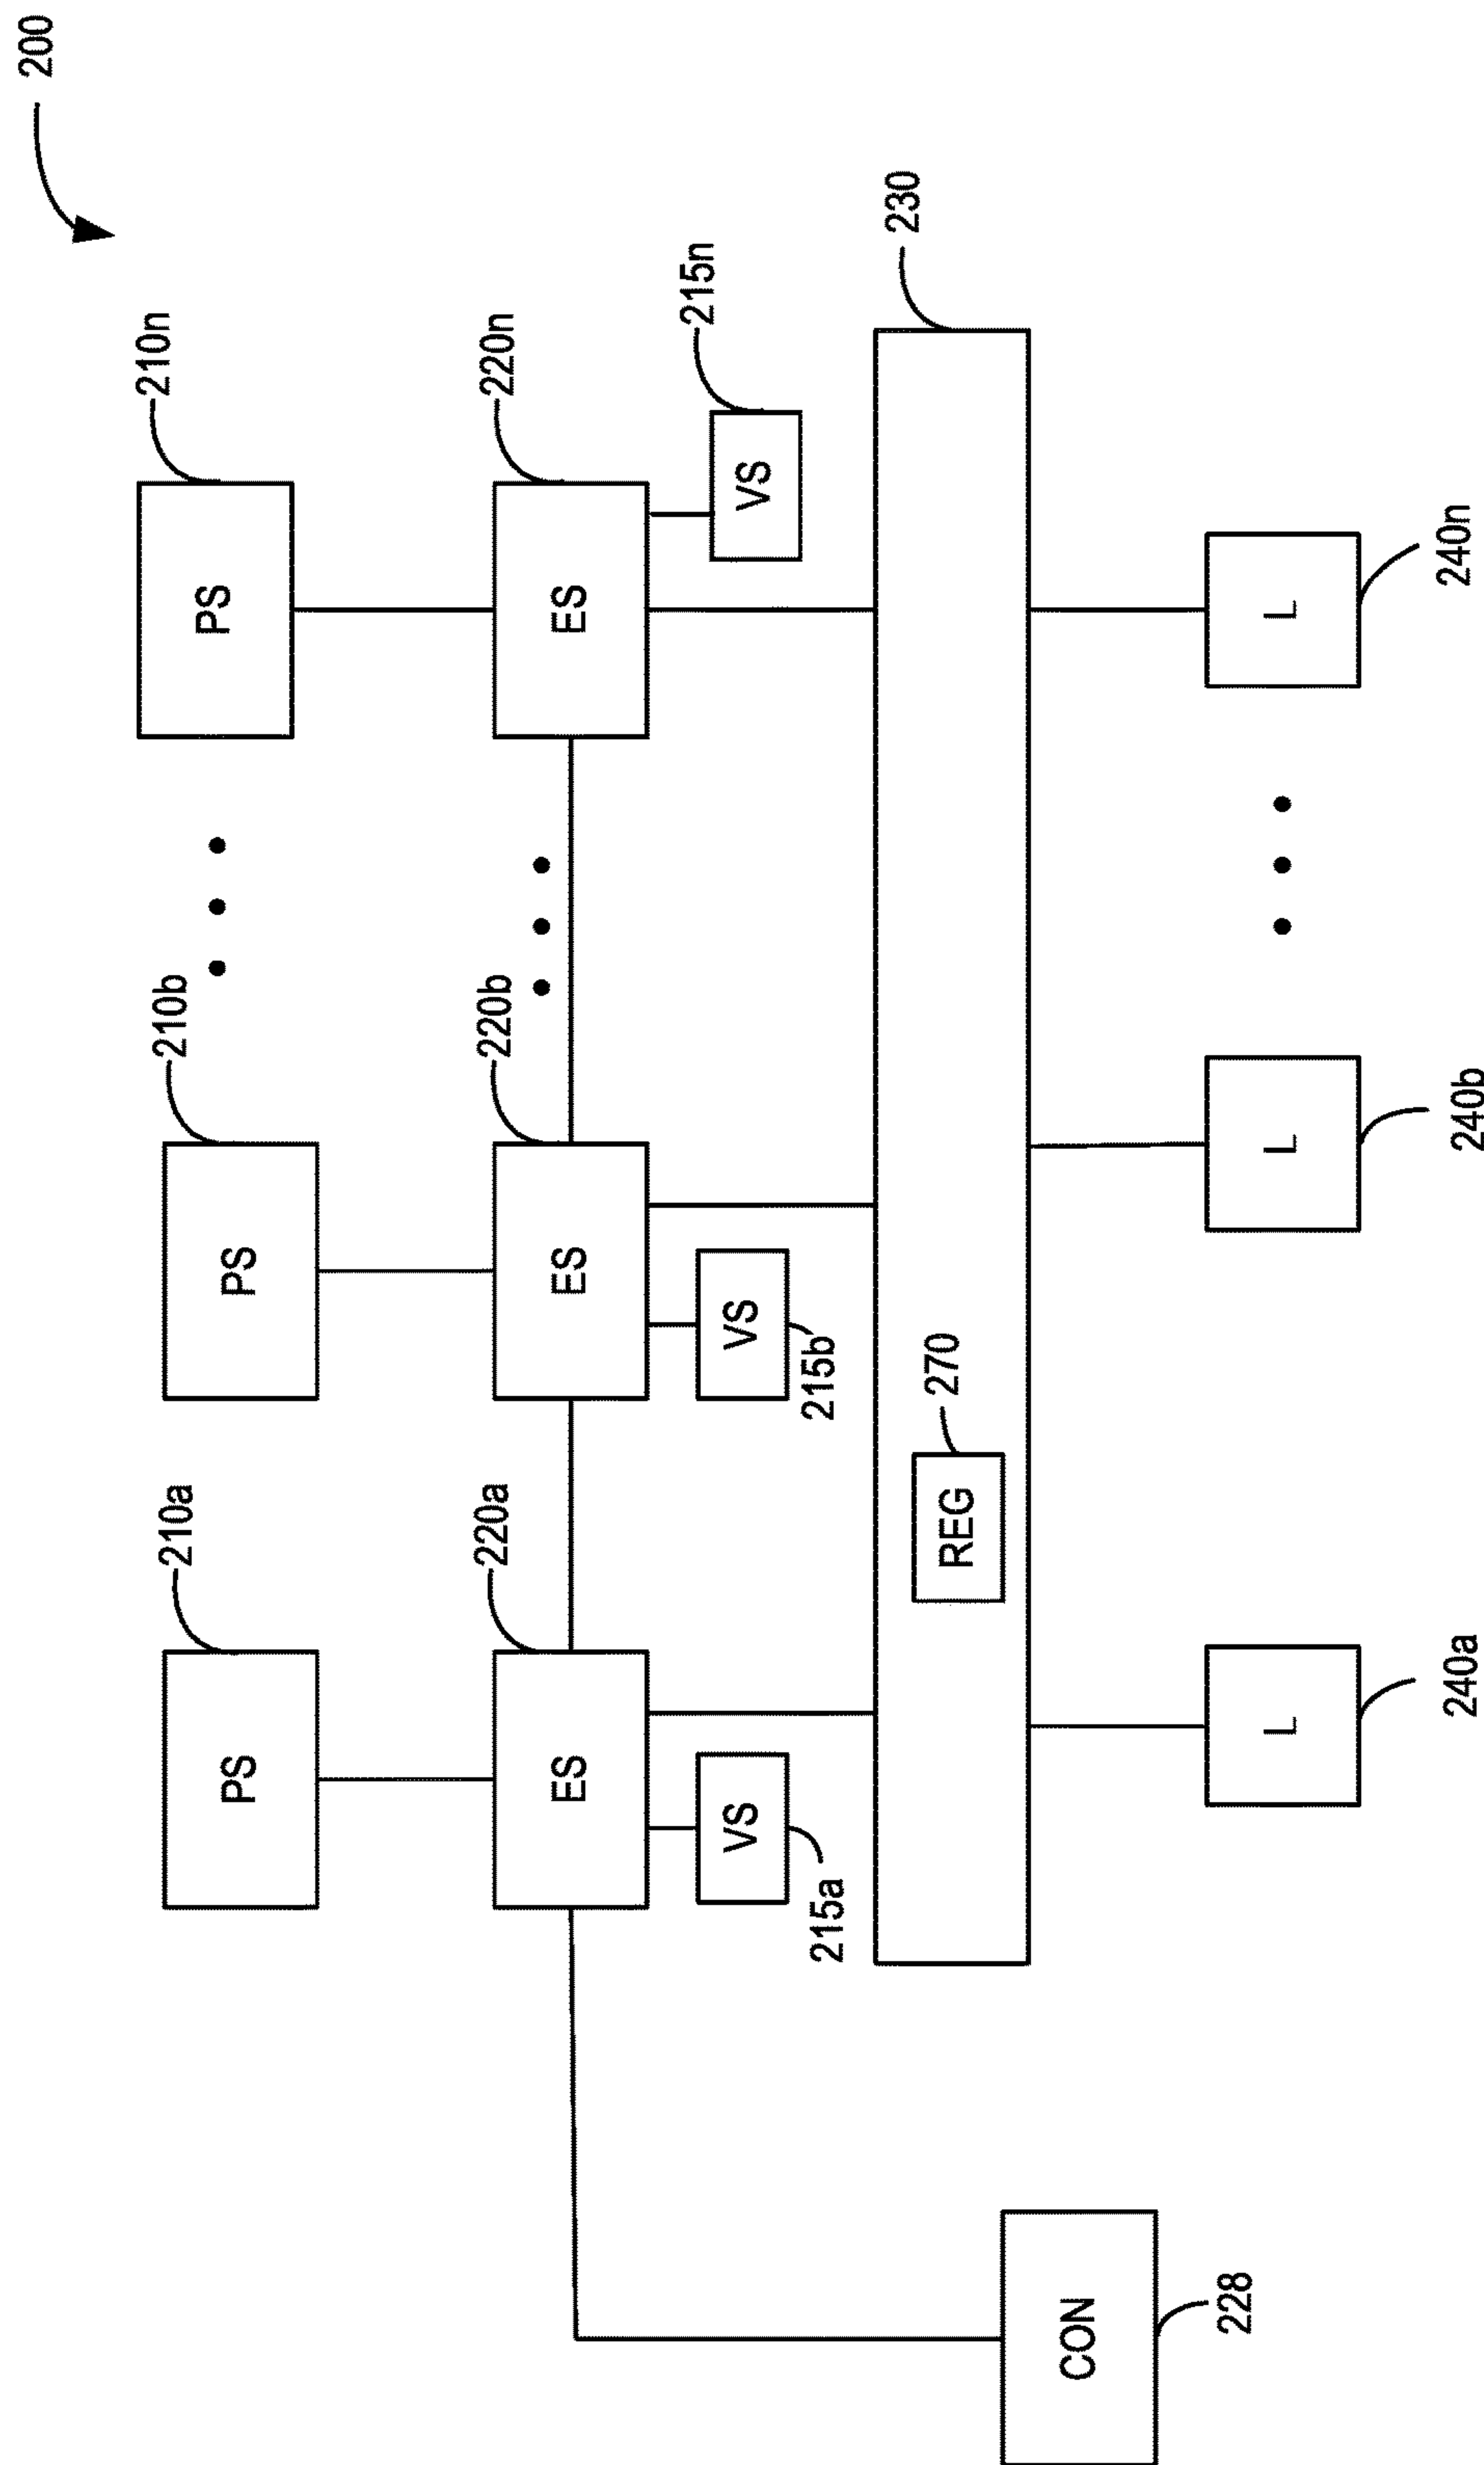 200
210a
210b
210n
PS
PS
PS
220a
220b
220n
ES
ES
ES
215n
VS
VS
VS
215a
215b
230
REG
270
CON
228
L
L
L
240a
240b
240n